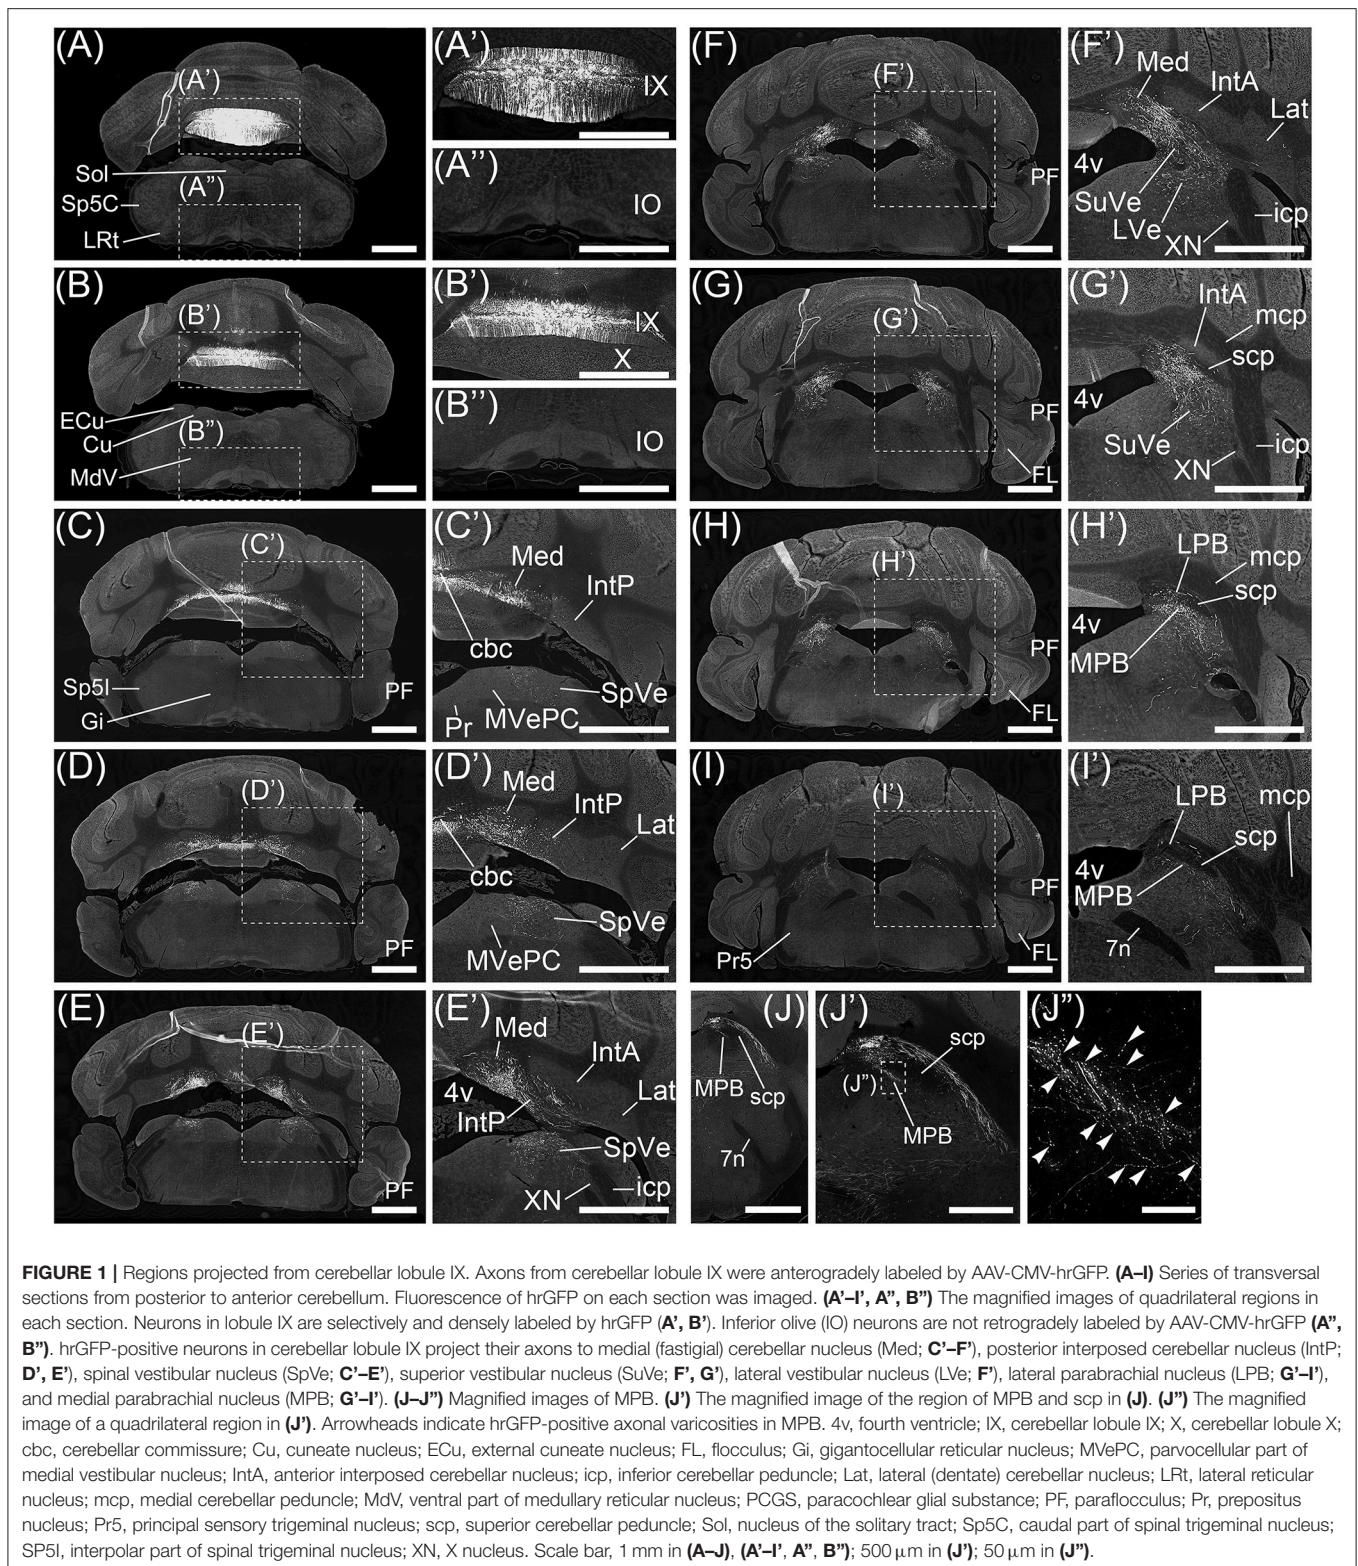 (A)
(A')
Sol
(A")
Sp5C
LRt
(A')
IX
(A")
IO
(B)
(B')
ECu
Cu
(B")
MdV
(B')
IX
X
(B")
IO
(C)
(C')
Sp5I
Gi
PF
(C')
Med
IntP
cbc
SpVe
MVePC
Pr
(D)
(D')
PF
(D')
Med
IntP
Lat
cbc
SpVe
MVePC
(E)
(E')
PF
(E')
Med
IntA
4v
Lat
IntP
SpVe
icp
XN
(F)
(F')
PF
(F')
Med
IntA
Lat
4v
SuVe
icp
LVe
XN
(G)
(G')
PF
FL
(G')
IntA
mcp
scp
4v
SuVe
icp
XN
(H)
(H')
PF
FL
(H')
LPB
mcp
scp
4v
MPB
(I)
(I')
PF
Pr5
FL
(I')
LPB
mcp
scp
4v
MPB
7n
(J)
MPB
scp
7n
(J')
scp
(J")
MPB
(J")
FIGURE 1 | Regions projected from cerebellar lobule IX. Axons from cerebellar lobule IX were anterogradely labeled by AAV-CMV-hrGFP. (A–I) Series of transversal
sections from posterior to anterior cerebellum. Fluorescence of hrGFP on each section was imaged. (A'–I', A", B") The magnified images of quadrilateral regions in
each section. Neurons in lobule IX are selectively and densely labeled by hrGFP (A', B'). Inferior olive (IO) neurons are not retrogradely labeled by AAV-CMV-hrGFP (A",
B"). hrGFP-positive neurons in cerebellar lobule IX project their axons to medial (fastigial) cerebellar nucleus (Med; C'–F'), posterior interposed cerebellar nucleus (IntP;
D', E'), spinal vestibular nucleus (SpVe; C'–E'), superior vestibular nucleus (SuVe; F', G'), lateral vestibular nucleus (LVe; F'), lateral parabrachial nucleus (LPB; G'–I'),
and medial parabrachial nucleus (MPB; G'–I'). (J–J") Magnified images of MPB. (J') The magnified image of the region of MPB and scp in (J). (J") The magnified
image of a quadrilateral region in (J'). Arrowheads indicate hrGFP-positive axonal varicosities in MPB. 4v, fourth ventricle; IX, cerebellar lobule IX; X, cerebellar lobule X;
cbc, cerebellar commissure; Cu, cuneate nucleus; ECu, external cuneate nucleus; FL, flocculus; Gi, gigantocellular reticular nucleus; MVePC, parvocellular part of
medial vestibular nucleus; IntA, anterior interposed cerebellar nucleus; icp, inferior cerebellar peduncle; Lat, lateral (dentate) cerebellar nucleus; LRt, lateral reticular
nucleus; mcp, medial cerebellar peduncle; MdV, ventral part of medullary reticular nucleus; PCGS, paracochlear glial substance; PF, paraflocculus; Pr, prepositus
nucleus; Pr5, principal sensory trigeminal nucleus; scp, superior cerebellar peduncle; Sol, nucleus of the solitary tract; Sp5C, caudal part of spinal trigeminal nucleus;
SP5I, interpolar part of spinal trigeminal nucleus; XN, X nucleus. Scale bar, 1 mm in (A–J), (A'–I', A", B"); 500 μm in (J'); 50 μm in (J").